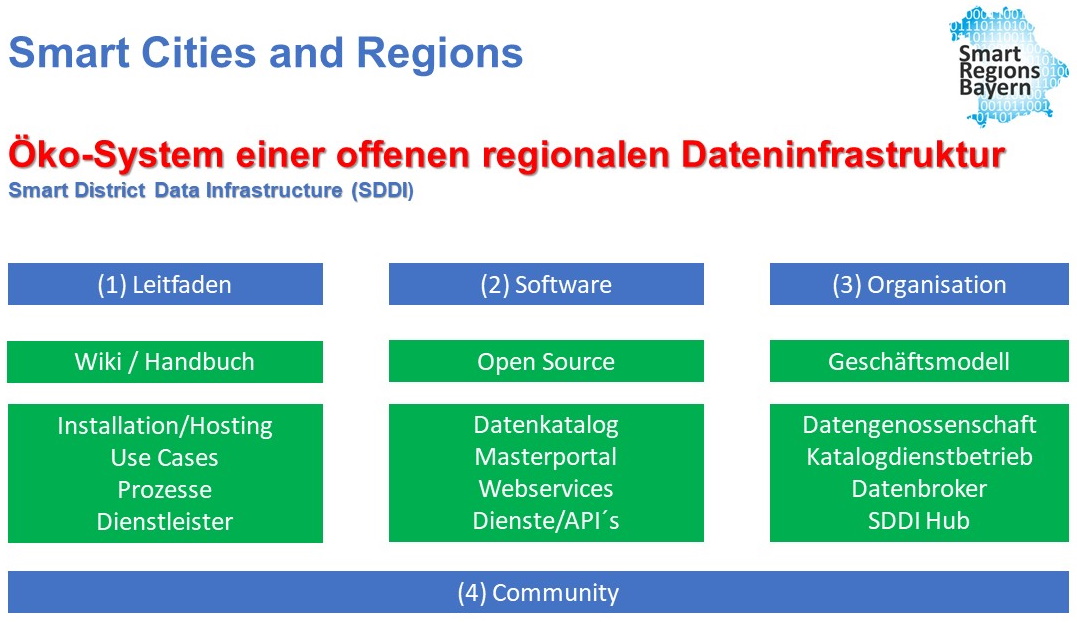 Smart Cities and Regions
Smart
Regions
Bayern
Öko-System einer offenen regionalen Dateninfrastruktur
Smart District Data Infrastructure (SDDI)
(1) Leitfaden
(2) Software
(3) Organisation
Wiki / Handbuch
Open Source
Geschäftsmodell
Installation/Hosting
Use Cases
Prozesse
Dienstleister
Datenkatalog
Masterportal
Webservices
Dienste/API´s
Datengenossenschaft
Katalogdienstbetrieb
Datenbroker
SDDI Hub
(4) Community